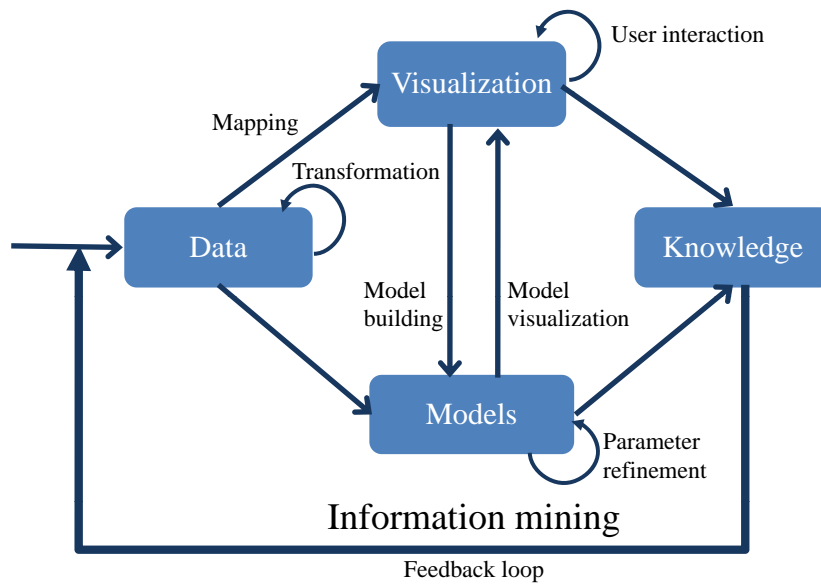 User interaction
Visualization
Mapping
Transformation
Data
Knowledge
Model
building
Model
visualization
Models
Parameter
refinement
Information mining
Feedback loop